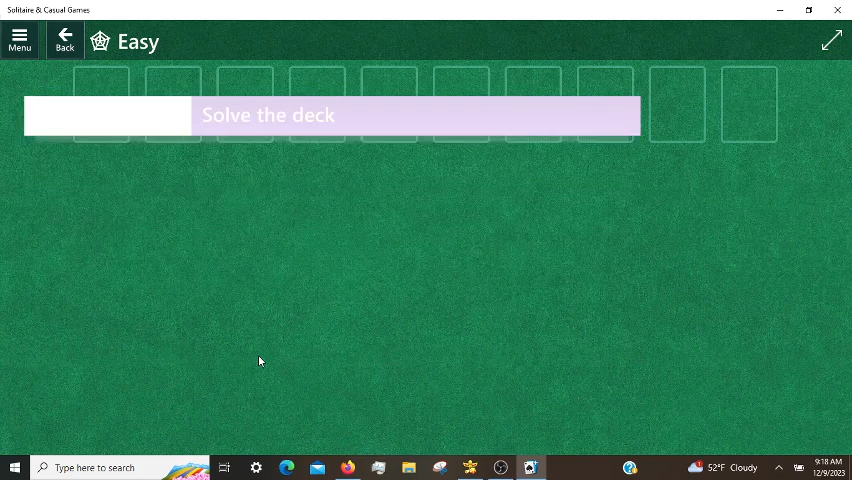 Solitaire & Casual Games
Menu
Back
Easy
Solve the deck
Type here to search
52°F Cloudy
9:18 AM
12/9/2023